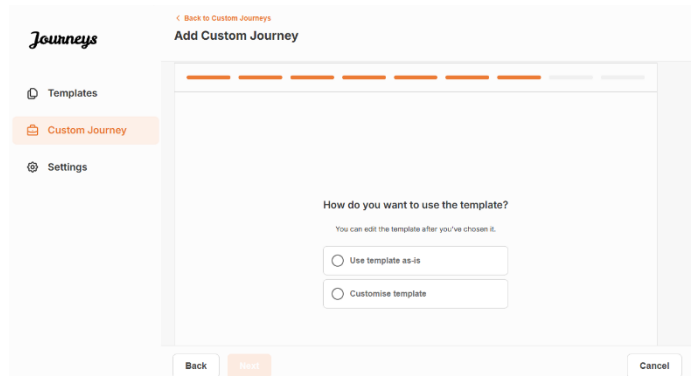 Journeys
Templates
Custom Journey
Settings
Back to Custom Journeys
Add Custom Journey
How do you want to use the template?
You can edit the template after you've chosen it.
Use template as-is
Customise template
Back
Next
Cancel